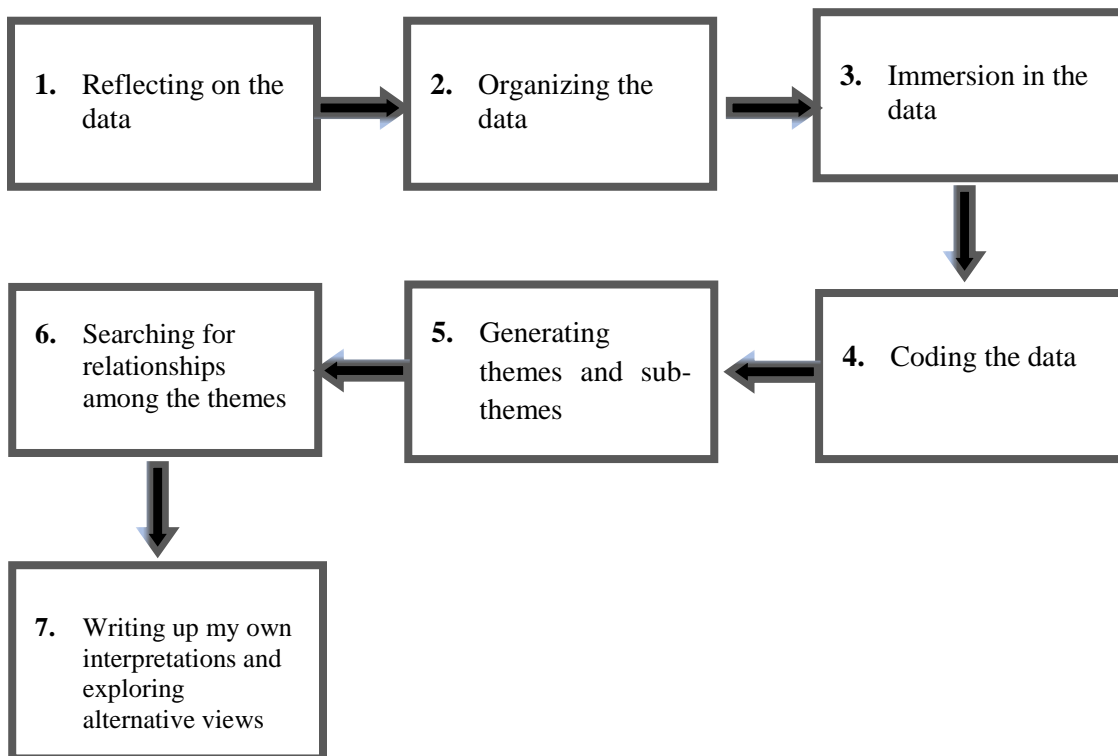 1. Reflecting on the
data
2. Organizing the
data
3. Immersion in the
data
4. Coding the data
5. Generating
themes and sub-
themes
6. Searching for
relationships
among the themes
7. Writing up my own
interpretations and
exploring
alternative views